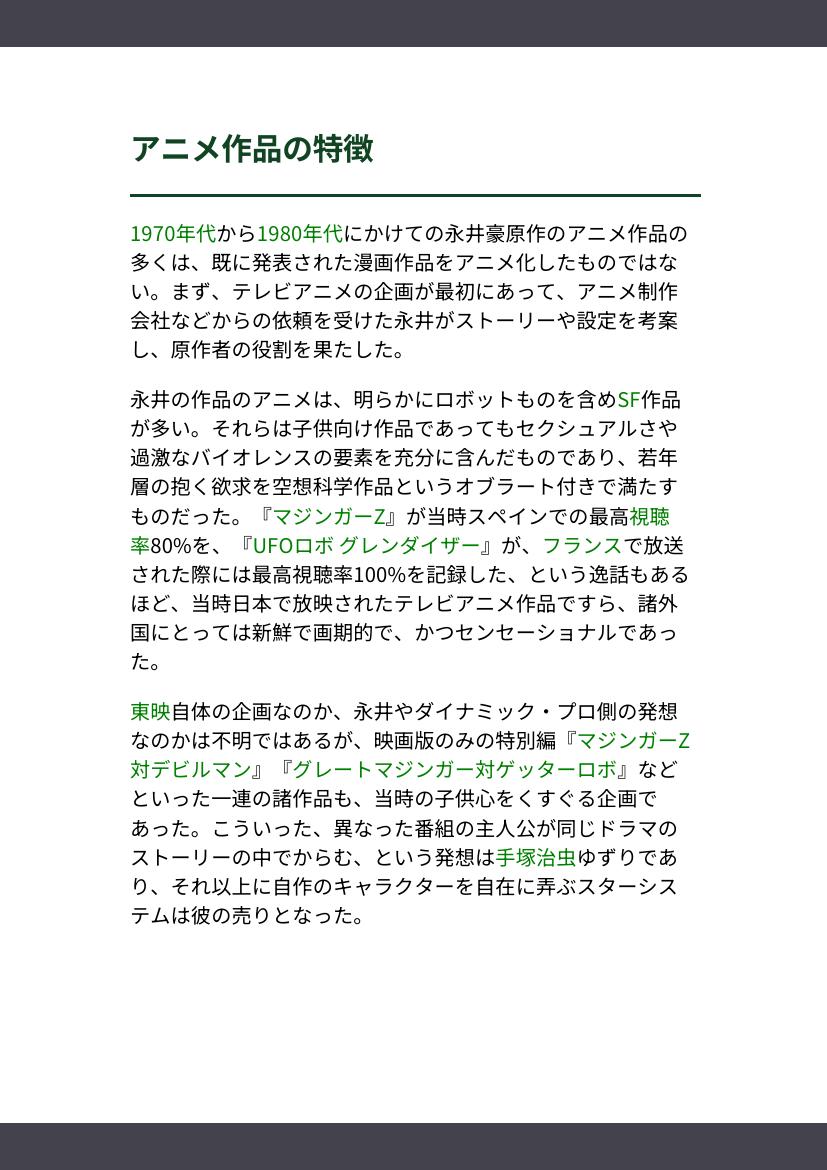 アニメ作品の特徴
1970年代から1980年代にかけての永井豪原作のアニメ作品の
多くは、既に発表された漫画作品をアニメ化したものではな
い。まず、テレビアニメの企画が最初にあって、アニメ制作
会社などからの依頼を受けた永井がストーリーや設定を考案
し、原作者の役割を果たした。
永井の作品のアニメは、明らかにロボットものを含めSF作品
が多い。それらは子供向け作品であってもセクシュアルさや
過激なバイオレンスの要素を充分に含んだものであり、若年
層の抱く欲求を空想科学作品というオブラート付きで満たす
ものだった。『マジンガーZ』が当時スペインでの最高視聴
率80%を、『UFOロボ グレンダイザー』が、フランスで放送
された際には最高視聴率100%を記録した、という逸話もある
ほど、当時日本で放映されたテレビアニメ作品ですら、諸外
国にとっては新鮮で画期的で、かつセンセーショナルであっ
た。
東映自体の企画なのか、永井やダイナミック・プロ側の発想
なのかは不明ではあるが、映画版のみの特別編『マジンガーZ
対デビルマン』『グレートマジンガー対ゲッターロボ』など
といった一連の諸作品も、当時の子供心をくすぐる企画で
あった。こういった、異なった番組の主人公が同じドラマの
ストーリーの中でからむ、という発想は手塚治虫ゆずりであ
り、それ以上に自作のキャラクターを自在に弄ぶスターシス
テムは彼の売りとなった。